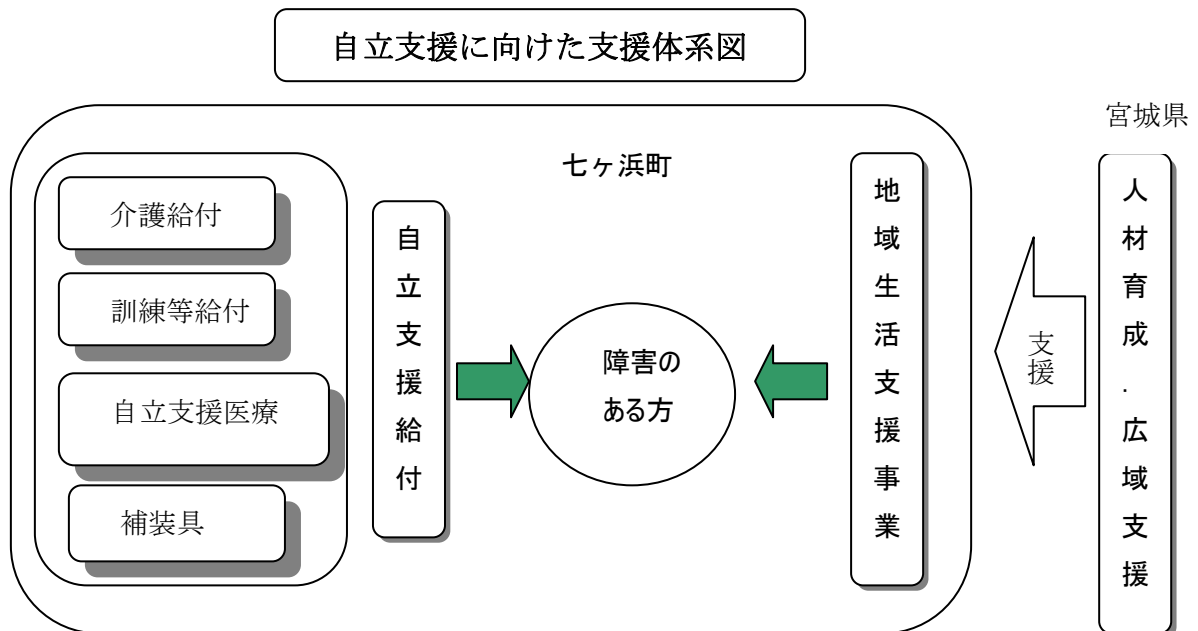 自立支援に向けた支援体系図
宮城県
七ヶ浜町
介護給付
訓練等給付
自立支援医療
補装具
自立支援給付
障害の
ある方
地域生活支援事業
支援
人材育成.広域支援